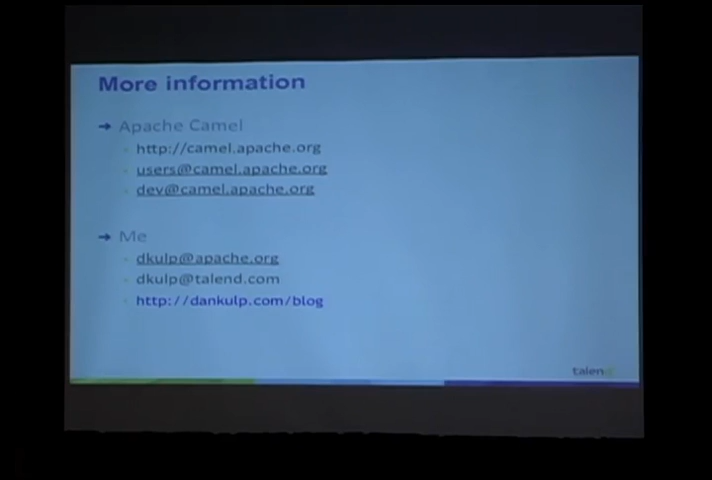 More information
→ Apache Camel
http://camel.apache.org
users@camel.apache.org
dev@camel.apache.org
→ Me
dkulp@apache.org
dkulp@talend.com
http://dankulp.com/blog
talend